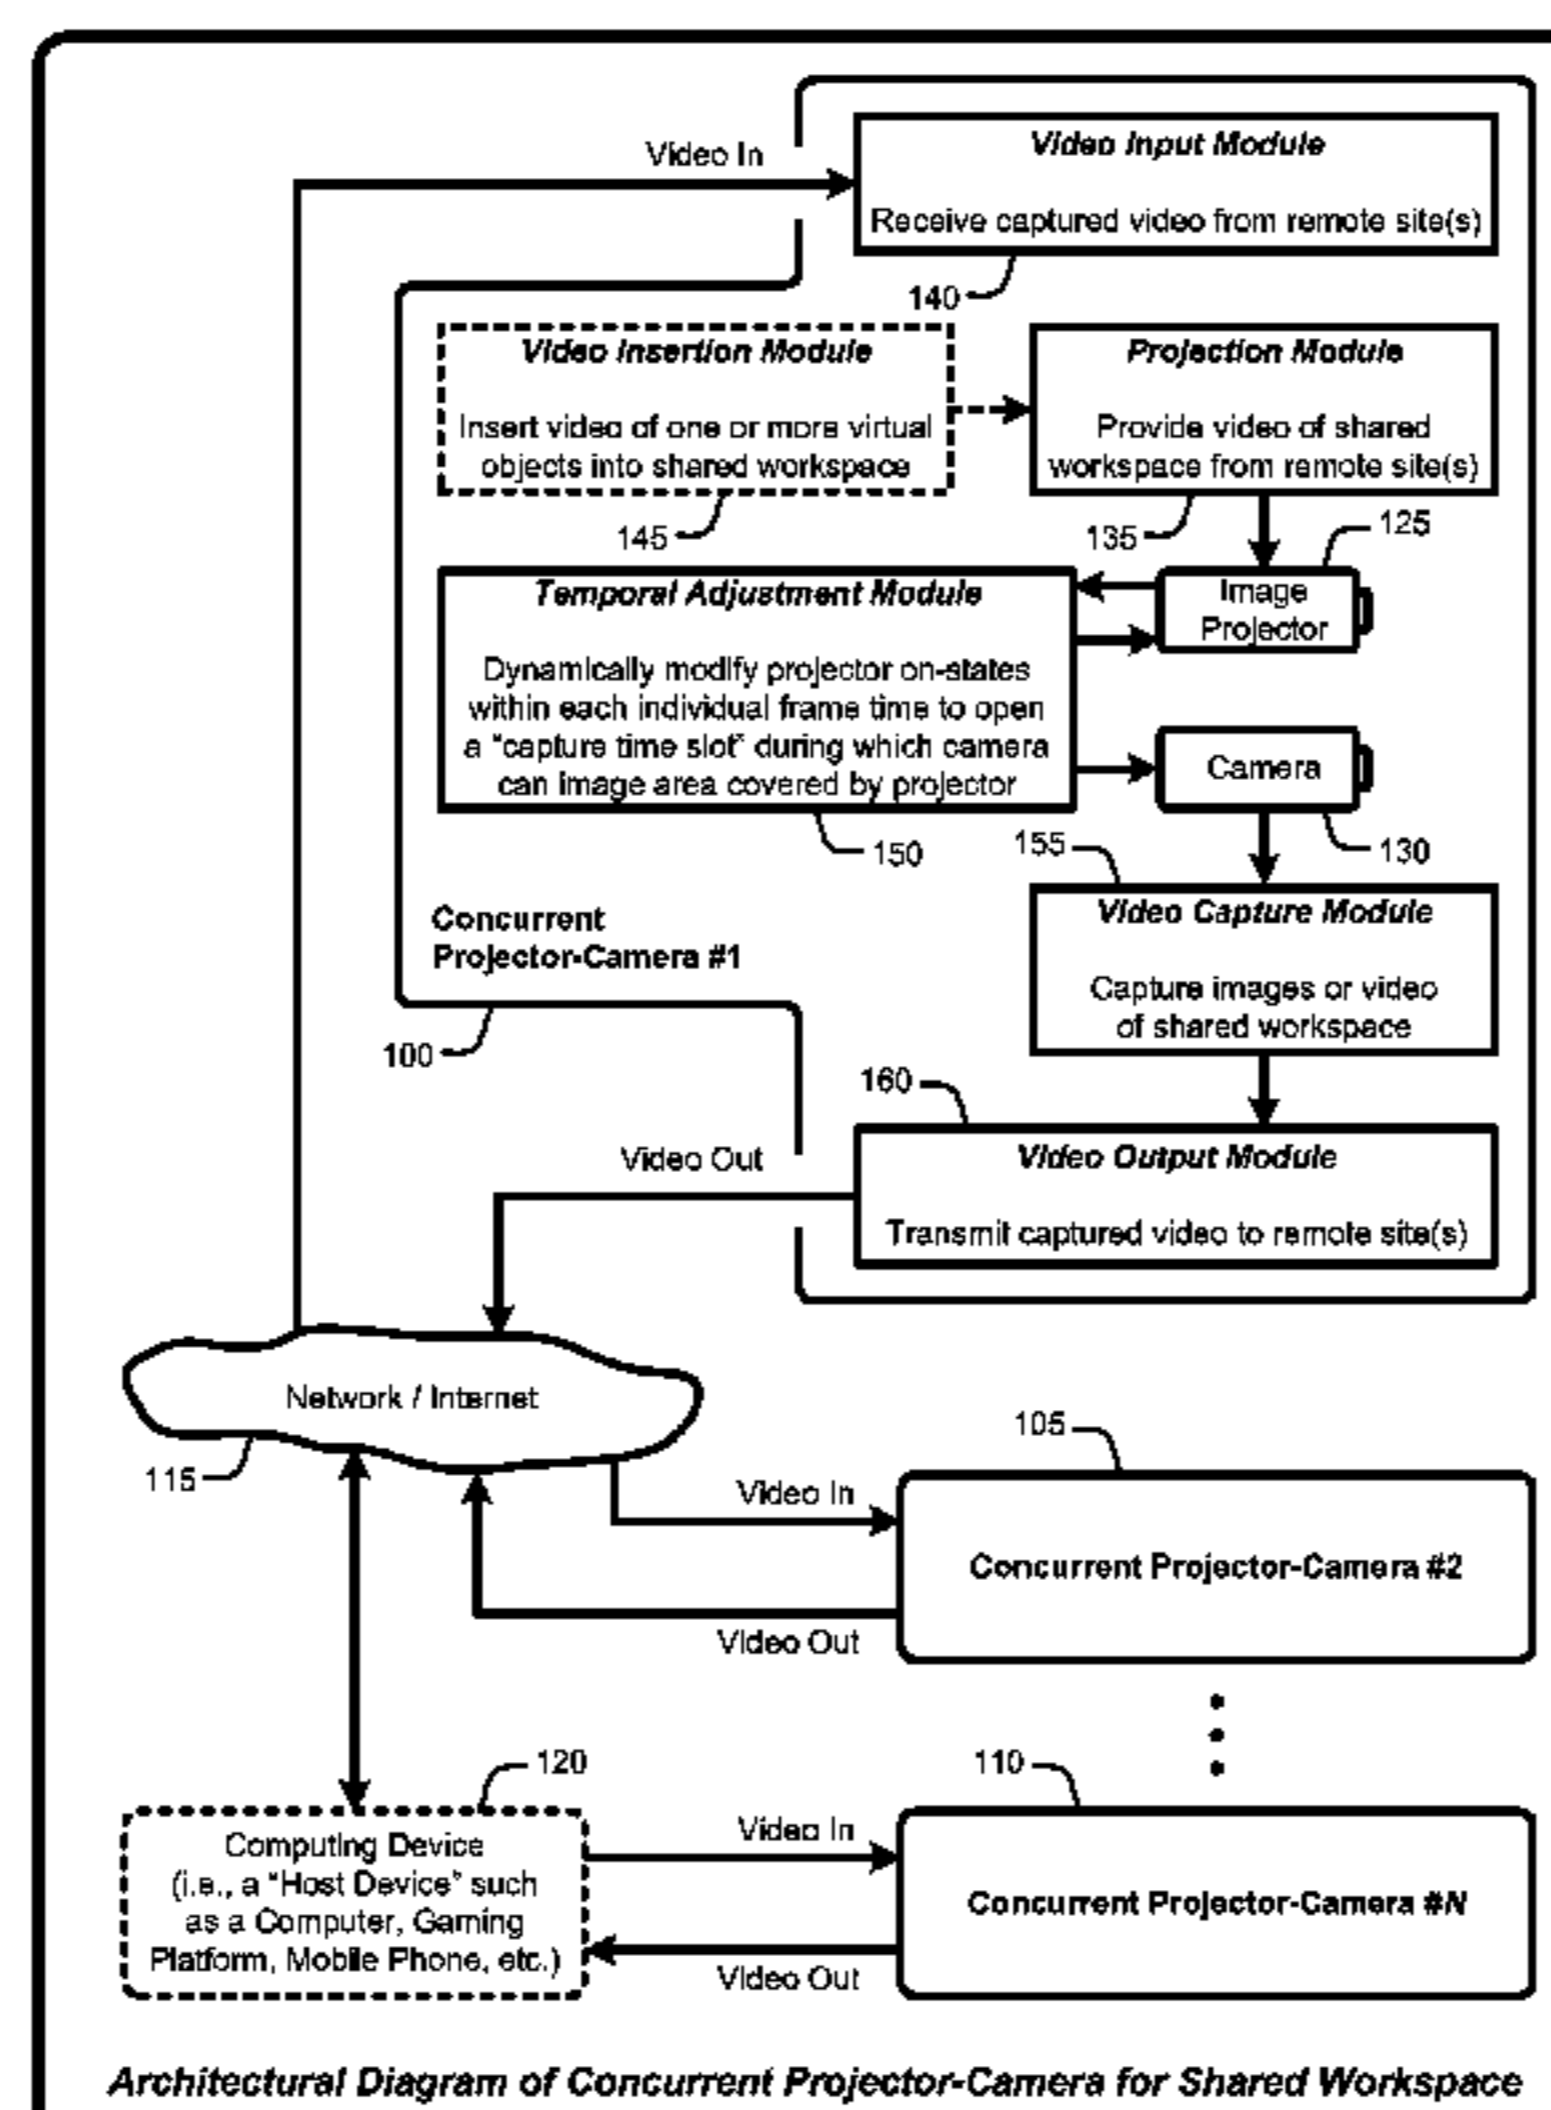 Video In
Video Input Module
Receive captured video from remote site(s)
140
Video Insertion Module
Insert video of one or more virtual
objects into shared workspace
145
Projection Module
Provide video of shared
workspace from remote site(s)
135
125
Image
Projector
Temporal Adjustment Module
Dynamically modify projector on-states
within each individual frame time to open
a "capture time slot" during which camera
can image area covered by projector
150
Camera
130
155
Video Capture Module
Capture images or video
of shared workspace
Concurrent
Projector-Camera #1
100
160
Video Out
Video Output Module
Transmit captured video to remote site(s)
Network / Internet
115
105
Video In
Concurrent Projector-Camera #2
Video Out
120
110
Computing Device
(i.e., a "Host Device" such
as a Computer, Gaming
Platform, Mobile Phone, etc.)
Video In
Concurrent Projector-Camera #N
Video Out
Architectural Diagram of Concurrent Projector-Camera for Shared Workspace